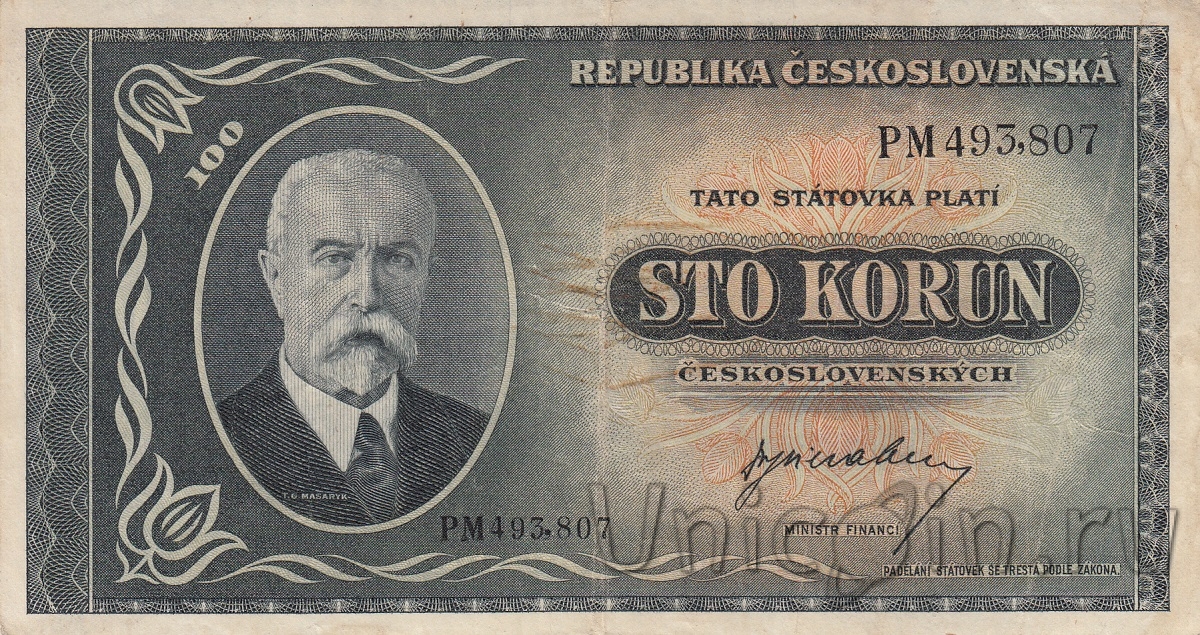 REPUBLIKA ČESKOSLOVENSKÁ
100
PM 493,807
TATO STÁTOVKA PLATÍ
STO KORUN
ČESKOSLOVENSKÝCH
T. G. MASARYK
PM 493,807
MINISTR FINANCÍ
PADĚLÁNÍ STÁTOVEK SE TRESTÁ PODLE ZÁKONA.
Unicoin.ru